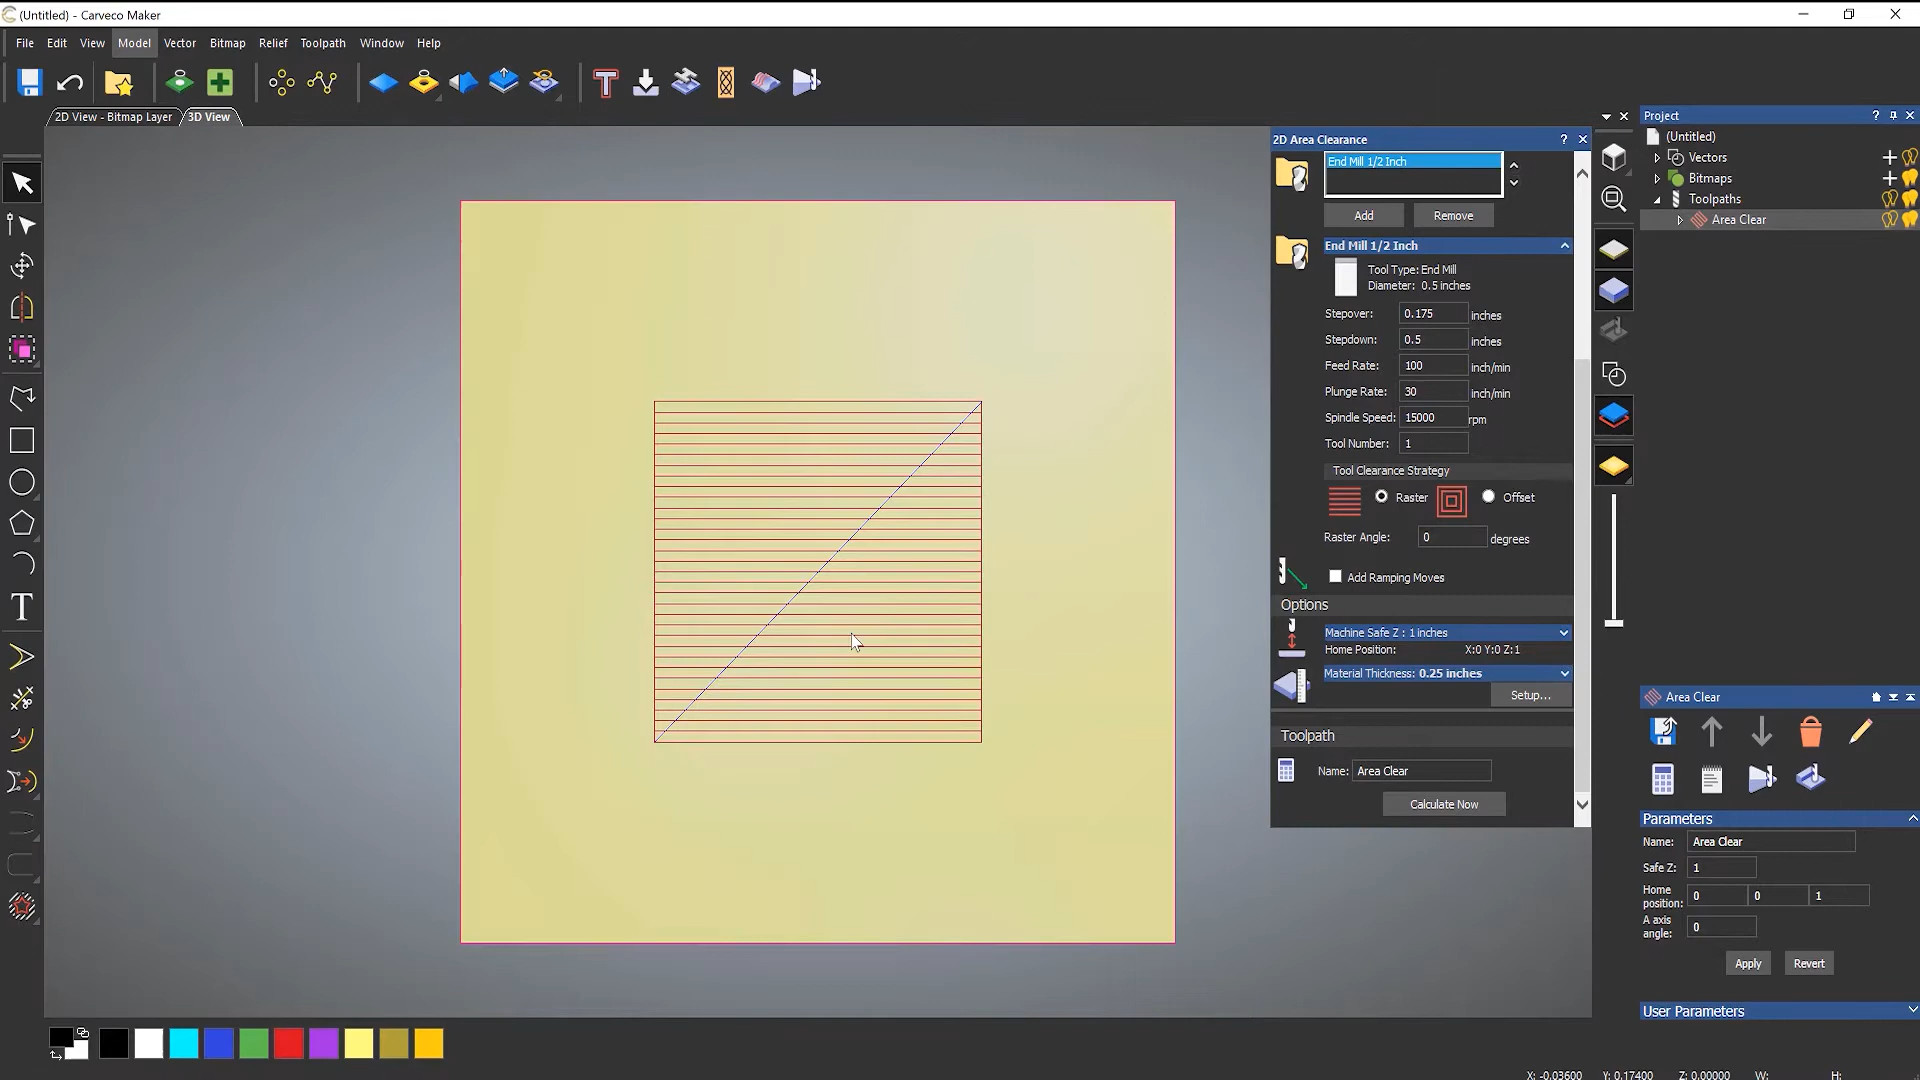 (Untitled) - Carveco Maker
File Edit View Model Vector Bitmap Relief Toolpath Window Help
2D View - Bitmap Layer 3D View
2D Area Clearance ?
End Mill 1/2 Inch
Add Remove
End Mill 1/2 Inch
Tool Type: End Mill
Diameter: 0.5 inches
Stepover: 0.175 inches
Stepdown: 0.5 inches
Feed Rate: 100 inch/min
Plunge Rate: 30 inch/min
Spindle Speed: 15000 rpm
Tool Number: 1
Tool Clearance Strategy
Raster Offset
Raster Angle: 0 degrees
Add Ramping Moves
Options
Machine Safe Z : 1 inches
Home Position: X:0 Y:0 Z:1
Material Thickness: 0.25 inches
Setup...
Toolpath
Name: Area Clear
Calculate Now
Project ?
(Untitled)
Vectors
Bitmaps
Toolpaths
Area Clear
Area Clear
Parameters
Name: Area Clear
Safe Z: 1
Home
position: 0 0 1
A axis
angle: 0
Apply Revert
User Parameters
T
X: -0.03600 Y: 0.17400 Z: 0.00000 W: H: